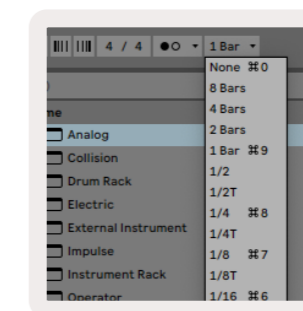 4 / 4 1 Bar
None ⌘0
)
8 Bars
4 Bars
me
2 Bars
Analog
1 Bar ⌘9
Collision
1/2
Drum Rack
1/2T
Electric
1/4 ⌘8
External Instrument
1/4T
Impulse
1/8 ⌘7
Instrument Rack
1/8T
Operator
1/16 ⌘6